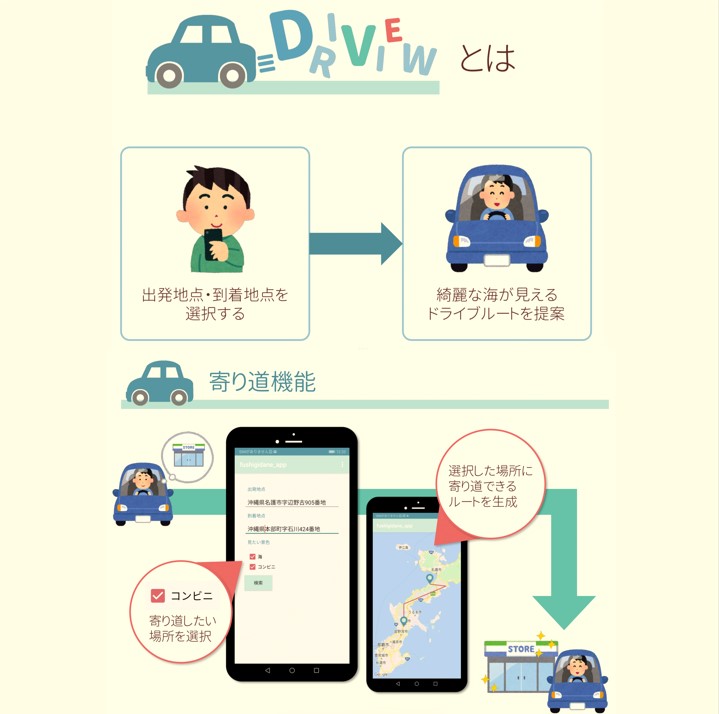 DRIVIEW とは
出発地点・到着地点を
選択する
綺麗な海が見える
ドライブルートを提案
寄り道機能
STORE
出発地点
沖縄県名護市字辺野古905番地
到着地点
沖縄県本部町字石川424番地
見たい景色
海
コンビニ
検索
コンビニ
寄り道したい
場所を選択
選択した場所に
寄り道できる
ルートを生成
STORE